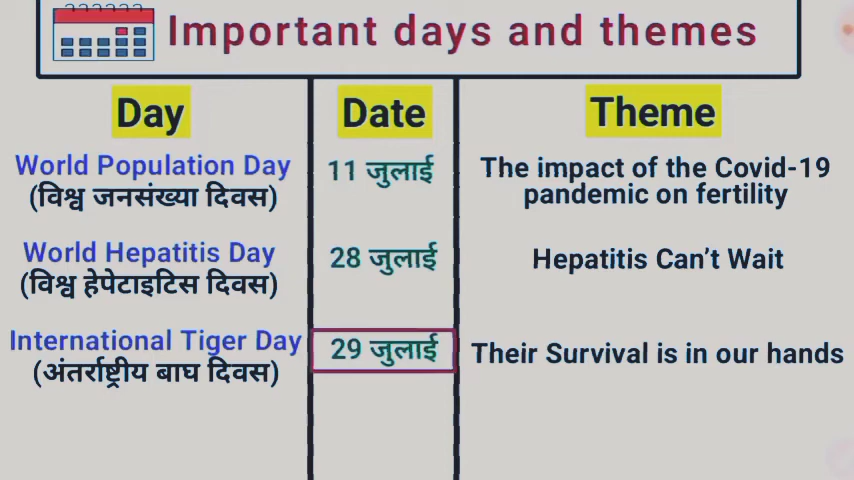 Important days and themes
Day
Date
Theme
World Population Day
(विश्व जनसंख्या दिवस)
11 जुलाई
The impact of the Covid-19
pandemic on fertility
World Hepatitis Day
(विश्व हेपेटाइटिस दिवस)
28 जुलाई
Hepatitis Can't Wait
International Tiger Day
(अंतर्राष्ट्रीय बाघ दिवस)
29 जुलाई
Their Survival is in our hands